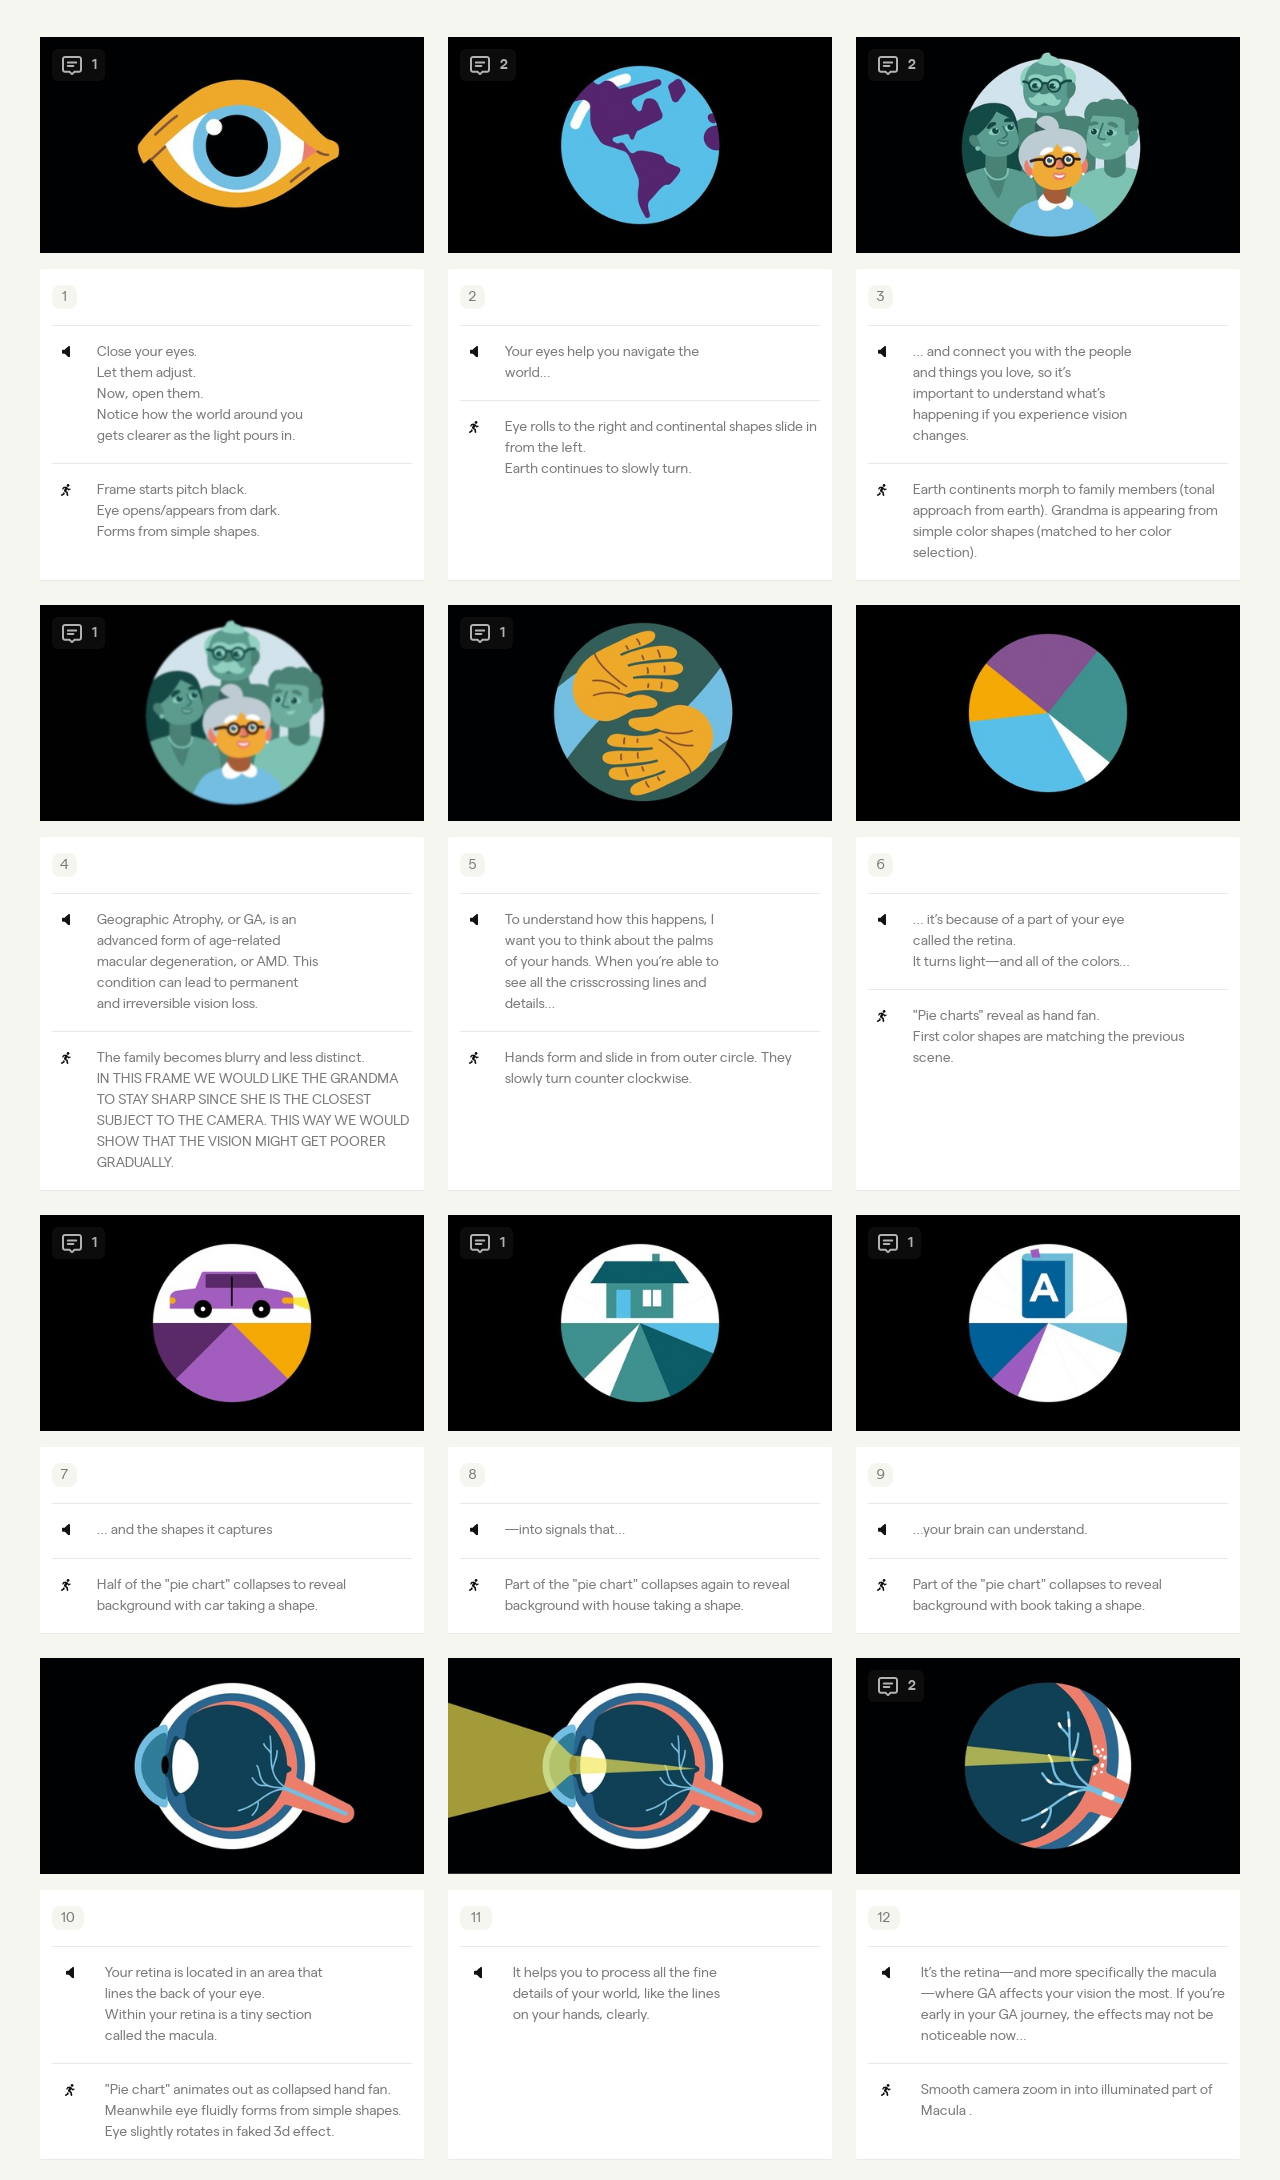 1
2
2
1
Close your eyes.
Let them adjust.
Now, open them.
Notice how the world around you
gets clearer as the light pours in.
Frame starts pitch black.
Eye opens/appears from dark.
Forms from simple shapes.
2
Your eyes help you navigate the
world...
Eye rolls to the right and continental shapes slide in
from the left.
Earth continues to slowly turn.
3
... and connect you with the people
and things you love, so it's
important to understand what's
happening if you experience vision
changes.
Earth continents morph to family members (tonal
approach from earth). Grandma is appearing from
simple color shapes (matched to her color
selection).
1
1
4
Geographic Atrophy, or GA, is an
advanced form of age-related
macular degeneration, or AMD. This
condition can lead to permanent
and irreversible vision loss.
The family becomes blurry and less distinct.
IN THIS FRAME WE WOULD LIKE THE GRANDMA
TO STAY SHARP SINCE SHE IS THE CLOSEST
SUBJECT TO THE CAMERA. THIS WAY WE WOULD
SHOW THAT THE VISION MIGHT GET POORER
GRADUALLY.
5
To understand how this happens, I
want you to think about the palms
of your hands. When you're able to
see all the crisscrossing lines and
details...
Hands form and slide in from outer circle. They
slowly turn counter clockwise.
6
... it's because of a part of your eye
called the retina.
It turns light—and all of the colors...
"Pie charts" reveal as hand fan.
First color shapes are matching the previous
scene.
1
1
1
A
7
... and the shapes it captures
Half of the "pie chart" collapses to reveal
background with car taking a shape.
8
—into signals that...
Part of the "pie chart" collapses again to reveal
background with house taking a shape.
9
...your brain can understand.
Part of the "pie chart" collapses to reveal
background with book taking a shape.
2
10
Your retina is located in an area that
lines the back of your eye.
Within your retina is a tiny section
called the macula.
"Pie chart" animates out as collapsed hand fan.
Meanwhile eye fluidly forms from simple shapes.
Eye slightly rotates in faked 3d effect.
11
It helps you to process all the fine
details of your world, like the lines
on your hands, clearly.
12
It's the retina—and more specifically the macula
—where GA affects your vision the most. If you're
early in your GA journey, the effects may not be
noticeable now...
Smooth camera zoom in into illuminated part of
Macula .